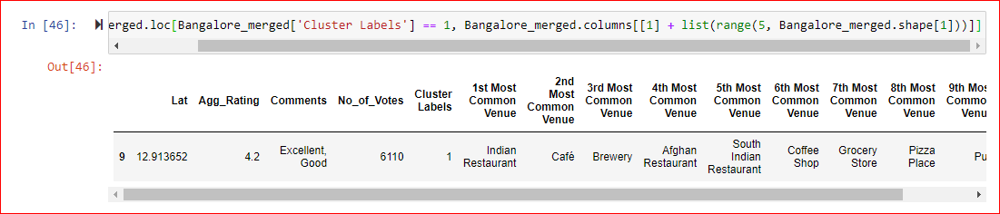 In [46]: erged.loc[Bangalore_merged['Cluster Labels'] == 1, Bangalore_merged.columns[[1] + list(range(5, Bangalore_merged.shape[1]))]]
Out[46]:
Lat Agg_Rating Comments No_of_Votes Cluster Labels 1st Most Common Venue 2nd Most Common Venue 3rd Most Common Venue 4th Most Common Venue 5th Most Common Venue 6th Most Common Venue 7th Most Common Venue 8th Most Common Venue 9th Common Venue
9 12.913652 4.2 Excellent, Good 6110 1 Indian Restaurant Café Brewery Afghan Restaurant South Indian Restaurant Coffee Shop Grocery Store Pizza Place